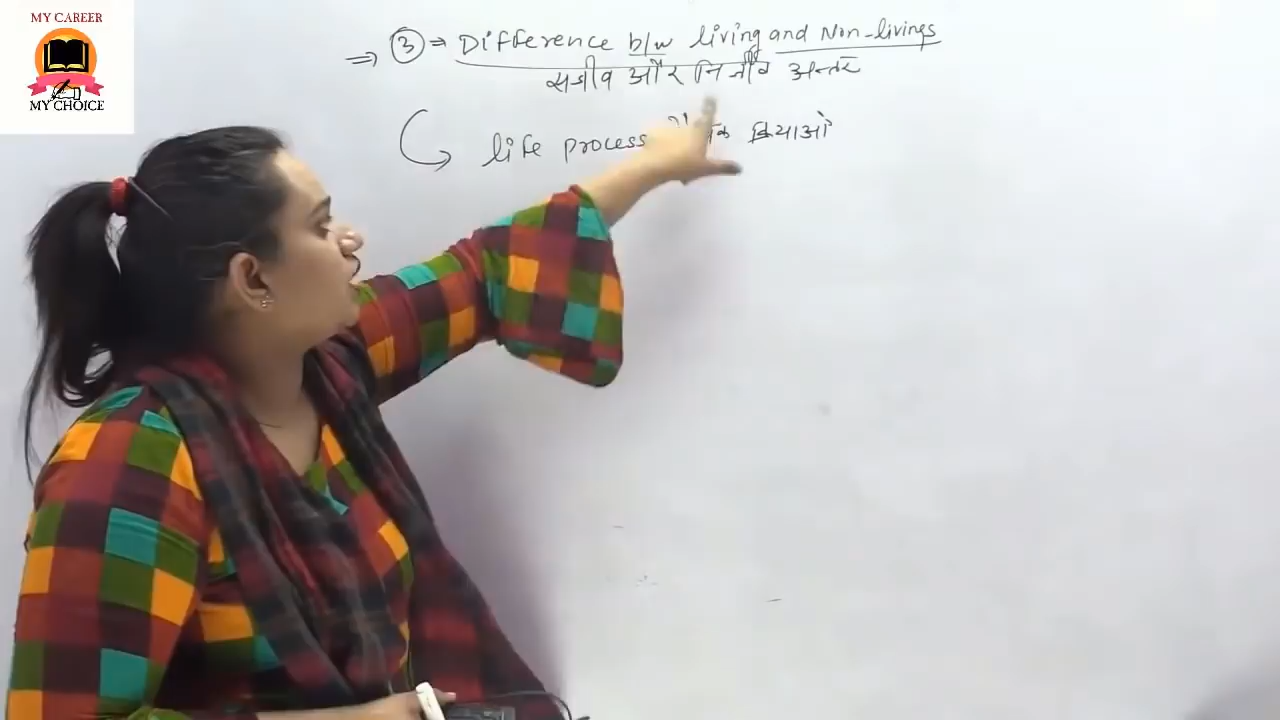 MY CAREER
MY CHOICE
⇒ ③ ⇒ Difference b/w living and Non-livings
सजीव और निर्जीव अन्तर
life process क क्रियाओं